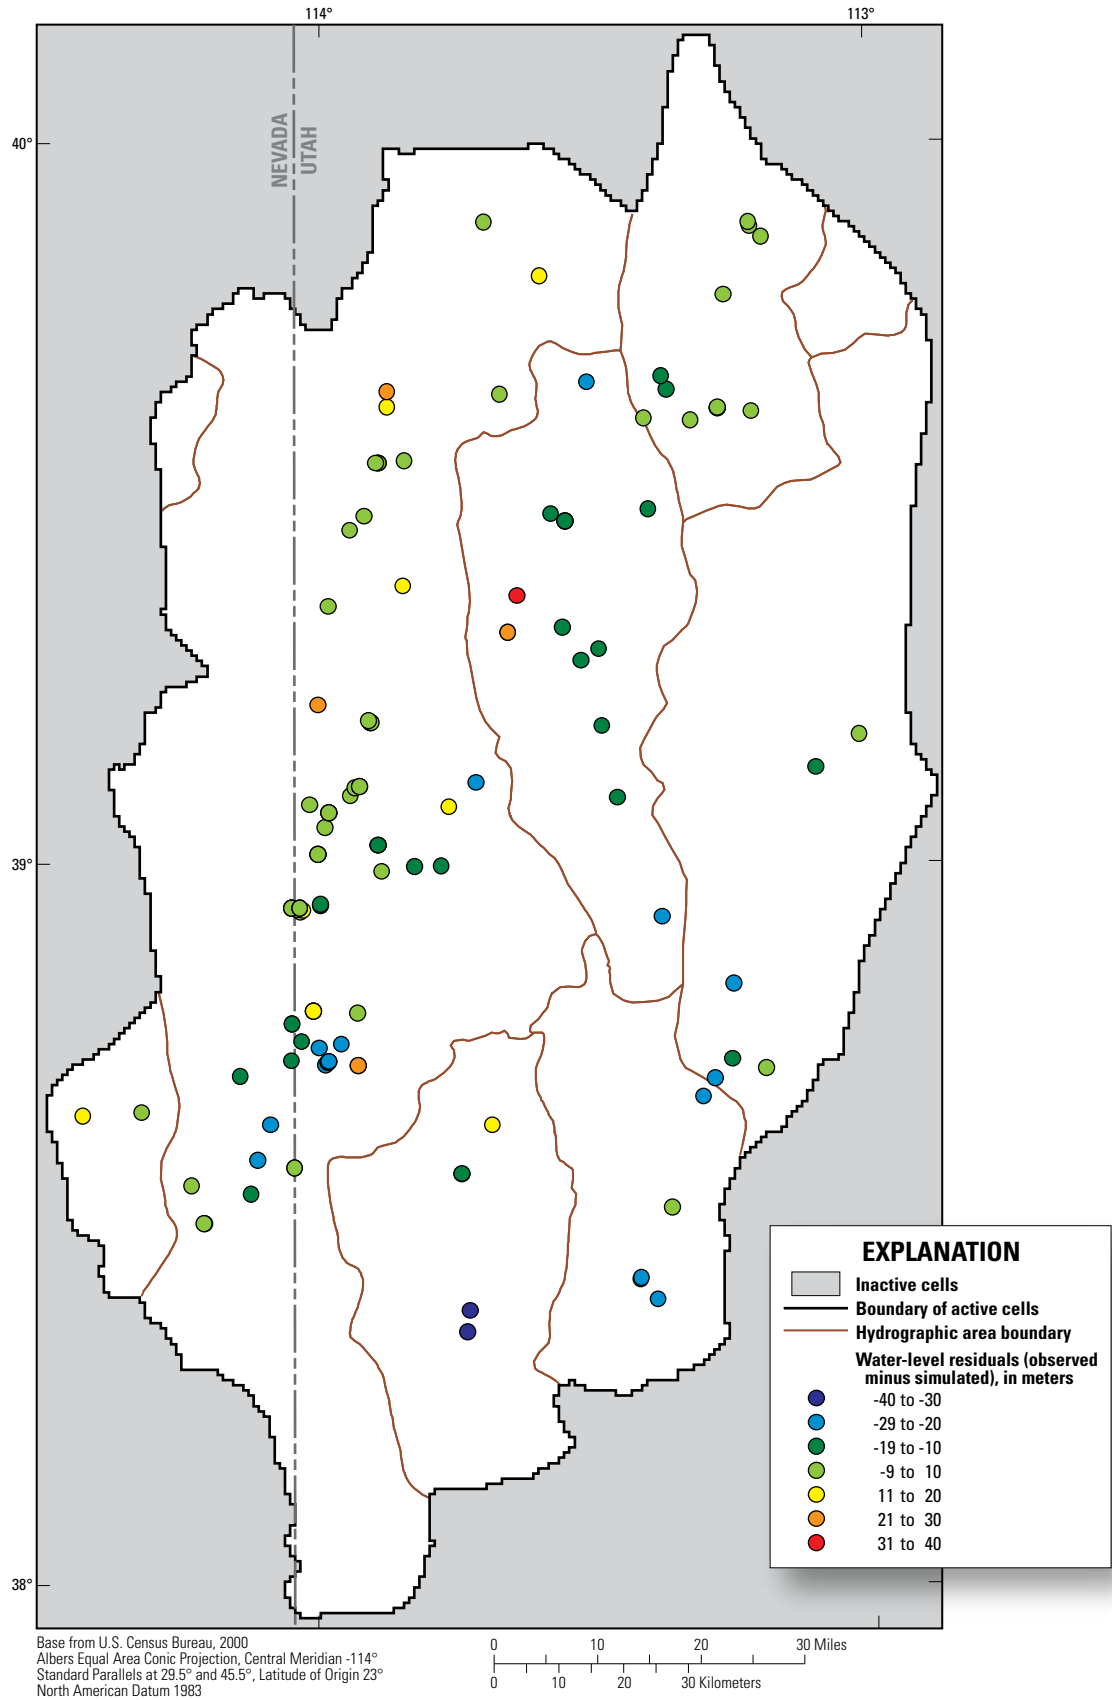 114°
113°
40°
NEVADA
UTAH
39°
38°
EXPLANATION
Inactive cells
Boundary of active cells
Hydrographic area boundary
Water-level residuals (observed
minus simulated), in meters
-40 to -30
-29 to -20
-19 to -10
-9 to 10
11 to 20
21 to 30
31 to 40
Base from U.S. Census Bureau, 2000
Albers Equal Area Conic Projection, Central Meridian -114°
Standard Parallels at 29.5° and 45.5°, Latitude of Origin 23°
North American Datum 1983
0 10 20 30 Miles
0 10 20 30 Kilometers